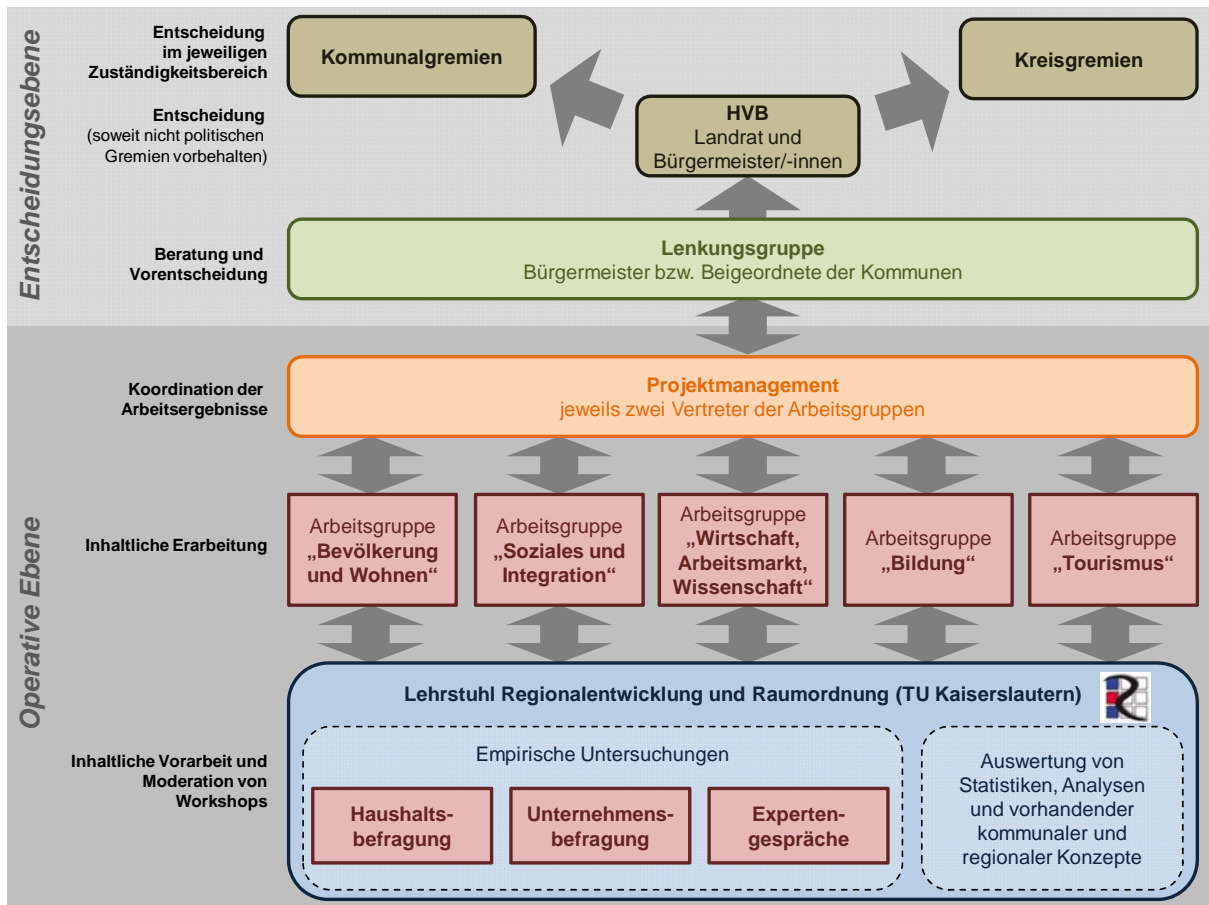 Entscheidungsebene
Entscheidung
im jeweiligen
Zuständigkeitsbereich
Kommunalgremien
Kreisgremien
Entscheidung
(soweit nicht politischen
Gremien vorbehalten)
HVB
Landrat und
Bürgermeister/-innen
Beratung und
Vorentscheidung
Lenkungsgruppe
Bürgermeister bzw. Beigeordnete der Kommunen
Operative Ebene
Koordination der
Arbeitsergebnisse
Projektmanagement
jeweils zwei Vertreter der Arbeitsgruppen
Inhaltliche Erarbeitung
Arbeitsgruppe
„Bevölkerung
und Wohnen“
Arbeitsgruppe
„Soziales und
Integration“
Arbeitsgruppe
„Wirtschaft,
Arbeitsmarkt,
Wissenschaft“
Arbeitsgruppe
„Bildung“
Arbeitsgruppe
„Tourismus“
Inhaltliche Vorarbeit und
Moderation von
Workshops
Lehrstuhl Regionalentwicklung und Raumordnung (TU Kaiserslautern)
Empirische Untersuchungen
Haushalts-
befragung
Unternehmens-
befragung
Experten-
gespräche
Auswertung von
Statistiken, Analysen
und vorhandender
kommunaler und
regionaler Konzepte